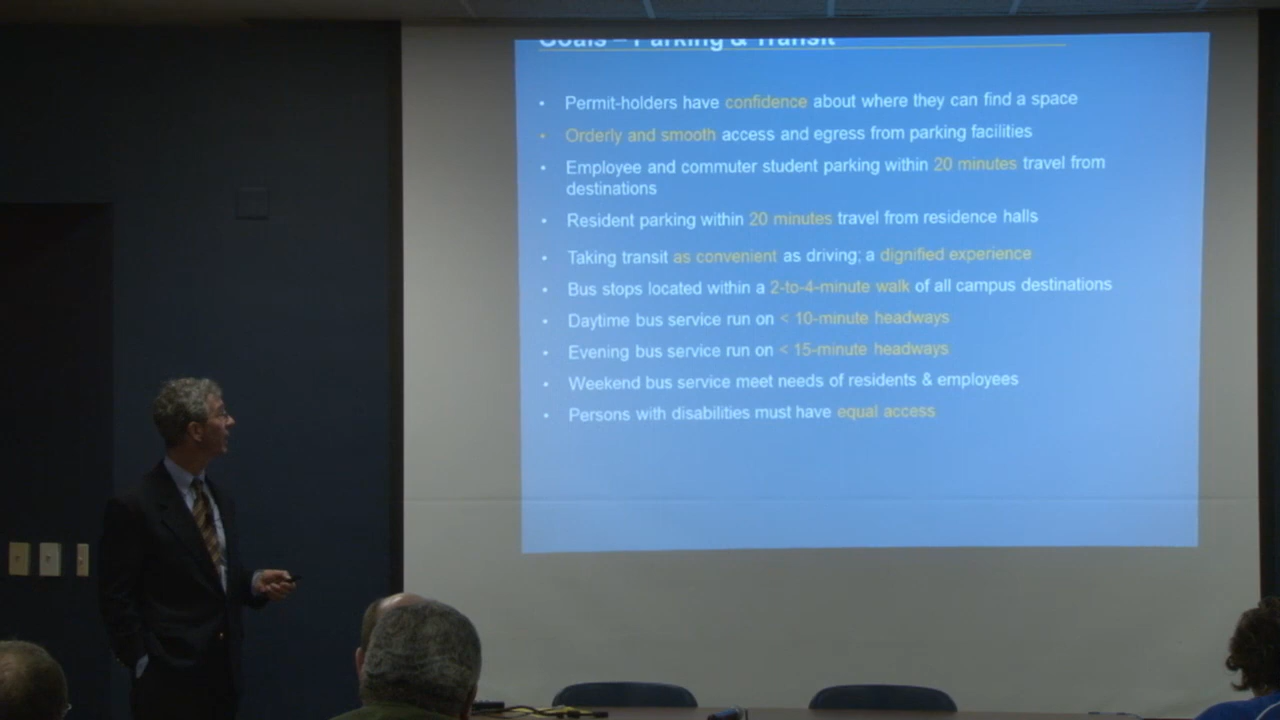 Goals – Parking & Transit
• Permit-holders have confidence about where they can find a space
• Orderly and smooth access and egress from parking facilities
• Employee and commuter student parking within 20 minutes travel from
destinations
• Resident parking within 20 minutes travel from residence halls
• Taking transit as convenient as driving; a dignified experience
• Bus stops located within a 2-to-4-minute walk of all campus destinations
• Daytime bus service run on < 10-minute headways
• Evening bus service run on < 15-minute headways
• Weekend bus service meet needs of residents & employees
• Persons with disabilities must have equal access